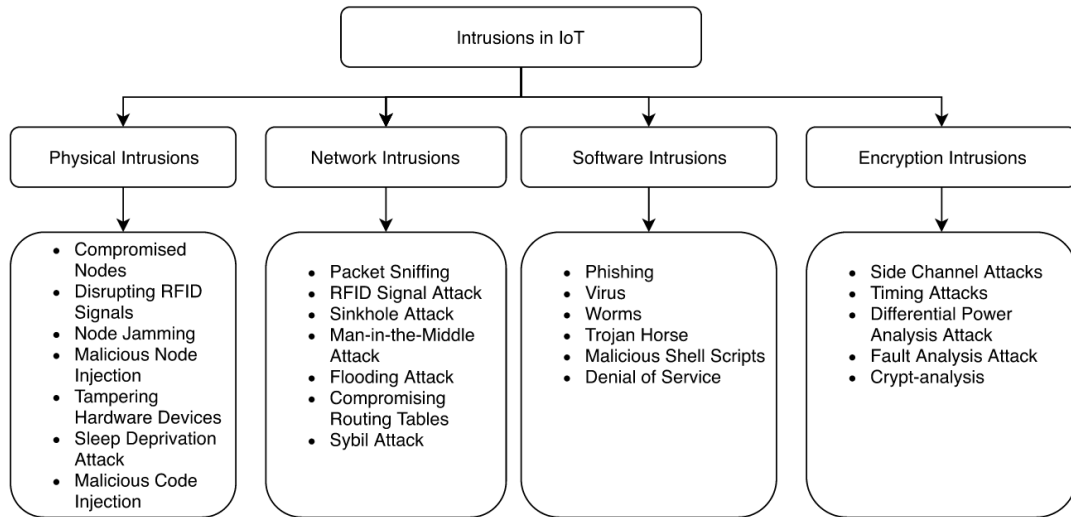 Intrusions in IoT
Physical Intrusions
Network Intrusions
Software Intrusions
Encryption Intrusions
• Compromised
Nodes
• Disrupting RFID
Signals
• Node Jamming
• Malicious Node
Injection
• Tampering
Hardware Devices
• Sleep Deprivation
Attack
• Malicious Code
Injection
• Packet Sniffing
• RFID Signal Attack
• Sinkhole Attack
• Man-in-the-Middle
Attack
• Flooding Attack
• Compromising
Routing Tables
• Sybil Attack
• Phishing
• Virus
• Worms
• Trojan Horse
• Malicious Shell Scripts
• Denial of Service
• Side Channel Attacks
• Timing Attacks
• Differential Power
Analysis Attack
• Fault Analysis Attack
• Crypt-analysis